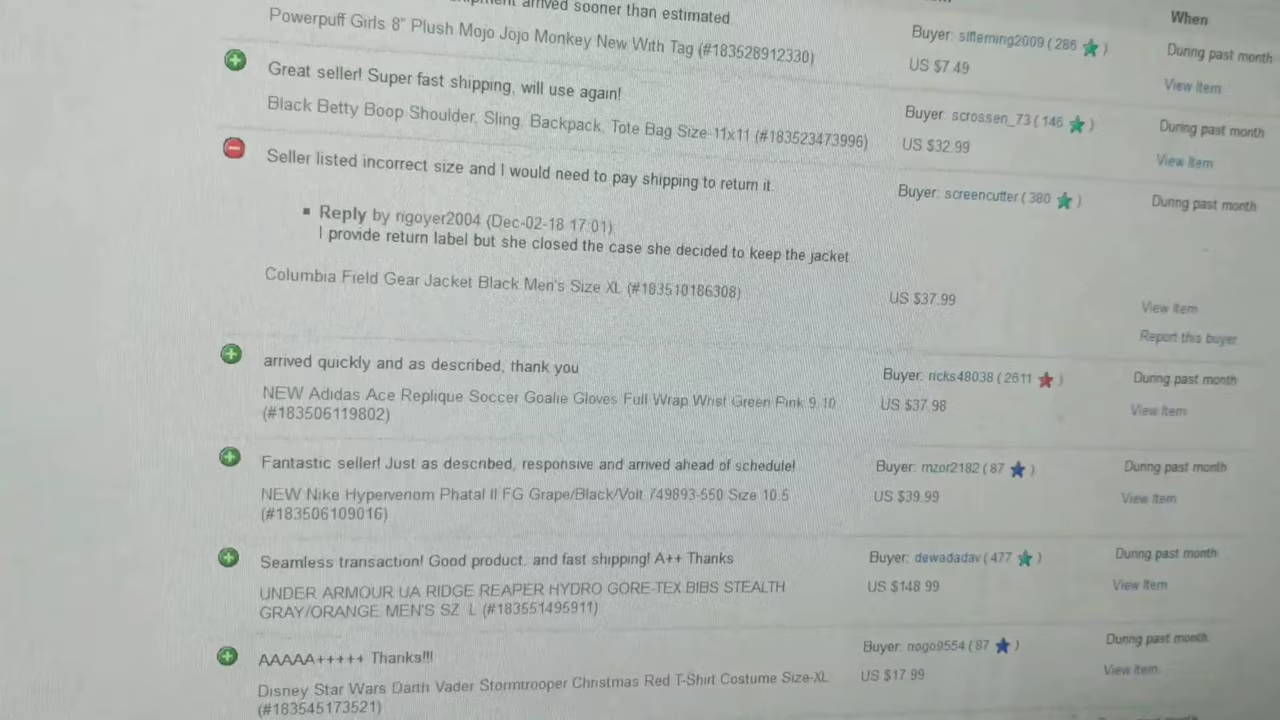 arrived sooner than estimated
When
Powerpuff Girls 8" Plush Mojo Jojo Monkey New With Tag (#183528912330)
Buyer: slfleming2009 ( 286 )
During past month
US $7.49
View Item
Great seller! Super fast shipping, will use again!
Buyer: scrossen_73 ( 146 )
During past month
Black Betty Boop Shoulder, Sling, Backpack, Tote Bag Size-11x11 (#183523473996)
US $32.99
View Item
Seller listed incorrect size and I would need to pay shipping to return it.
Buyer: screencutter ( 380 )
During past month
Reply by rigoyer2004 (Dec-02-18 17:01):
I provide return label but she closed the case she decided to keep the jacket
Columbia Field Gear Jacket Black Men's Size XL (#183510186308)
US $37.99
View Item
Report this buyer
arrived quickly and as described, thank you
Buyer: ricks48038 ( 2611 )
During past month
NEW Adidas Ace Replique Soccer Goalie Gloves Full Wrap Wrist Green Pink 9 10
(#183506119802)
US $37.98
View Item
Fantastic seller! Just as described, responsive and arrived ahead of schedule!
Buyer: mzor2182 ( 87 )
During past month
NEW Nike Hypervenom Phatal II FG Grape/Black/Volt 749893-550 Size 10.5
(#183506109016)
US $39.99
View Item
Seamless transaction! Good product, and fast shipping! A++ Thanks
Buyer: dewadadav ( 477 )
During past month
UNDER ARMOUR UA RIDGE REAPER HYDRO GORE-TEX BIBS STEALTH
GRAY/ORANGE MEN'S SZ L (#183551495911)
US $148.99
View Item
AAAAA+++++ Thanks!!!
Buyer: nogo9554 ( 87 )
During past month
Disney Star Wars Darth Vader Stormtrooper Christmas Red T-Shirt Costume Size-XL
(#183545173521)
US $17.99
View Item